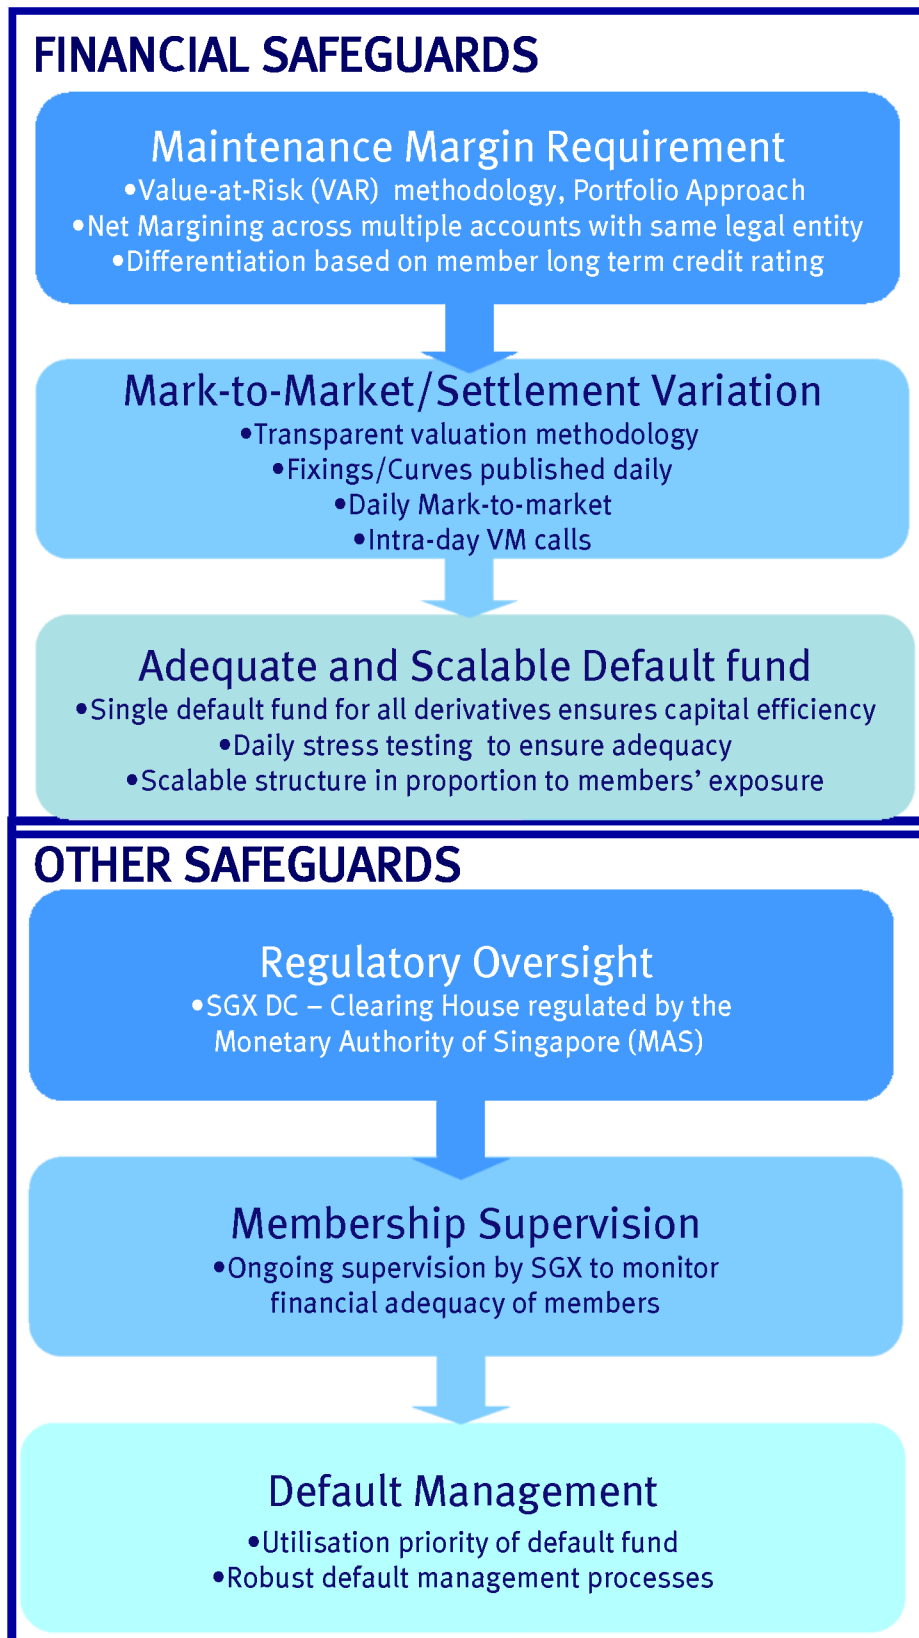 FINANCIAL SAFEGUARDS
Maintenance Margin Requirement
•Value-at-Risk (VAR) methodology, Portfolio Approach
•Net Margining across multiple accounts with same legal entity
•Differentiation based on member long term credit rating
Mark-to-Market/Settlement Variation
•Transparent valuation methodology
•Fixings/Curves published daily
•Daily Mark-to-market
•Intra-day VM calls
Adequate and Scalable Default fund
•Single default fund for all derivatives ensures capital efficiency
•Daily stress testing to ensure adequacy
•Scalable structure in proportion to members’ exposure
OTHER SAFEGUARDS
Regulatory Oversight
•SGX DC – Clearing House regulated by the
Monetary Authority of Singapore (MAS)
Membership Supervision
•Ongoing supervision by SGX to monitor
financial adequacy of members
Default Management
•Utilisation priority of default fund
•Robust default management processes